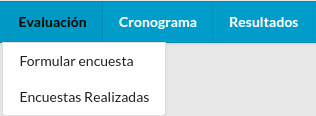 Evaluación Cronograma Resultados
Formular encuesta
Encuestas Realizadas